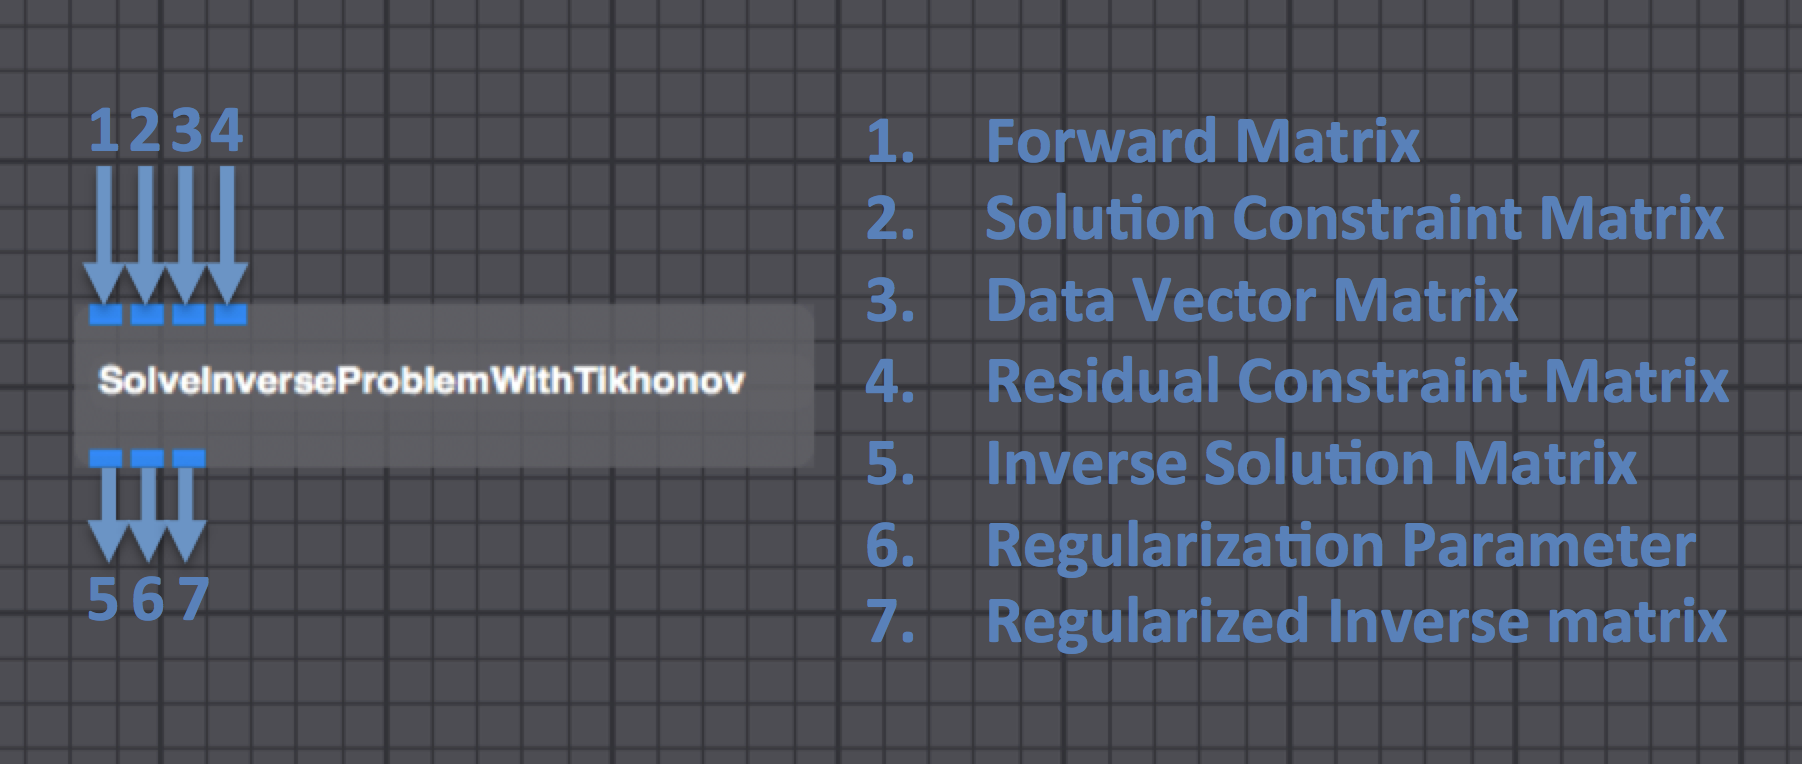 1 2 3 4
SolveInverseProblemWithTikhonov
5 6 7
1. Forward Matrix
2. Solution Constraint Matrix
3. Data Vector Matrix
4. Residual Constraint Matrix
5. Inverse Solution Matrix
6. Regularization Parameter
7. Regularized Inverse matrix